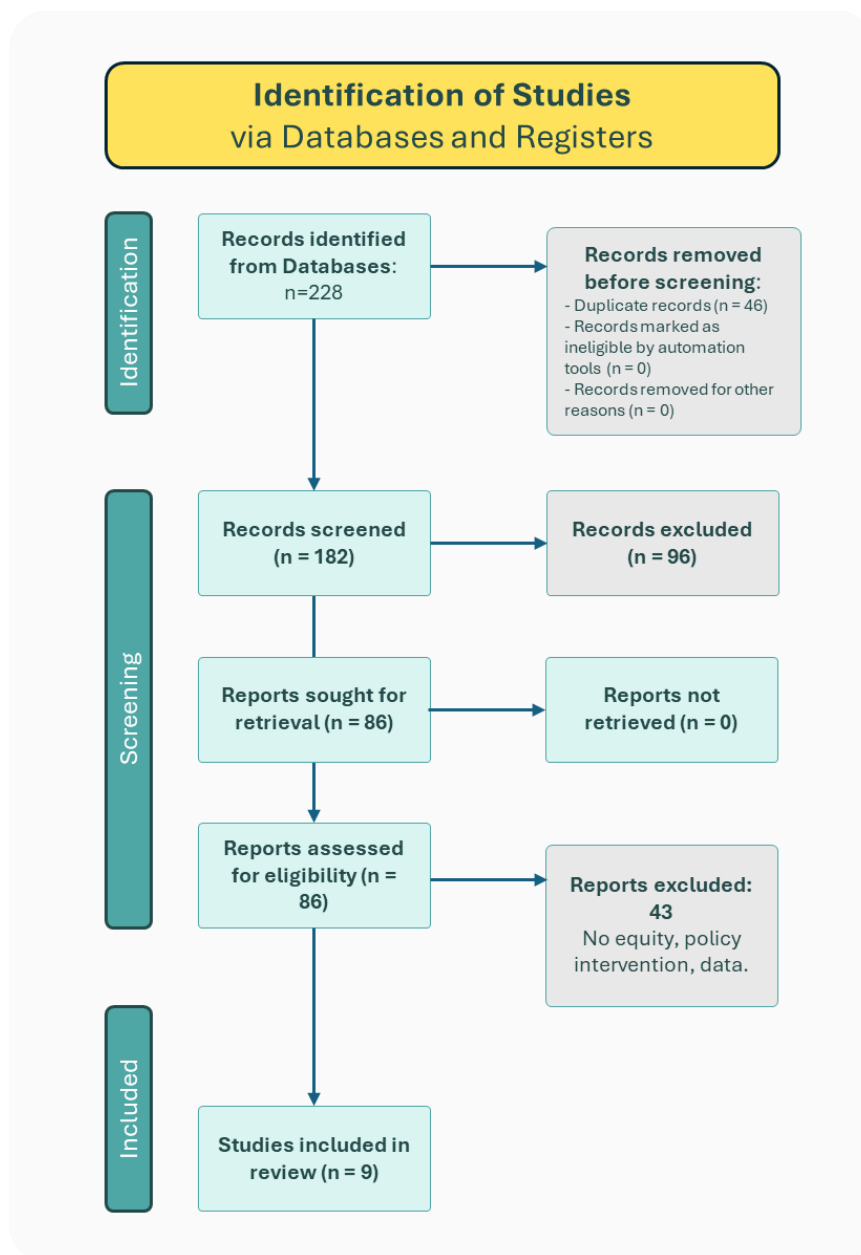 Identification of Studies
via Databases and Registers
Identification
Records identified
from Databases:
n=228
Records removed
before screening:
- Duplicate records (n = 46)
- Records marked as
ineligible by automation
tools (n = 0)
- Records removed for other
reasons (n = 0)
Screening
Records screened
(n = 182)
Records excluded
(n = 96)
Reports sought for
retrieval (n = 86)
Reports not
retrieved (n = 0)
Reports assessed
for eligibility (n =
86)
Reports excluded:
43
No equity, policy
intervention, data.
Included
Studies included in
review (n = 9)